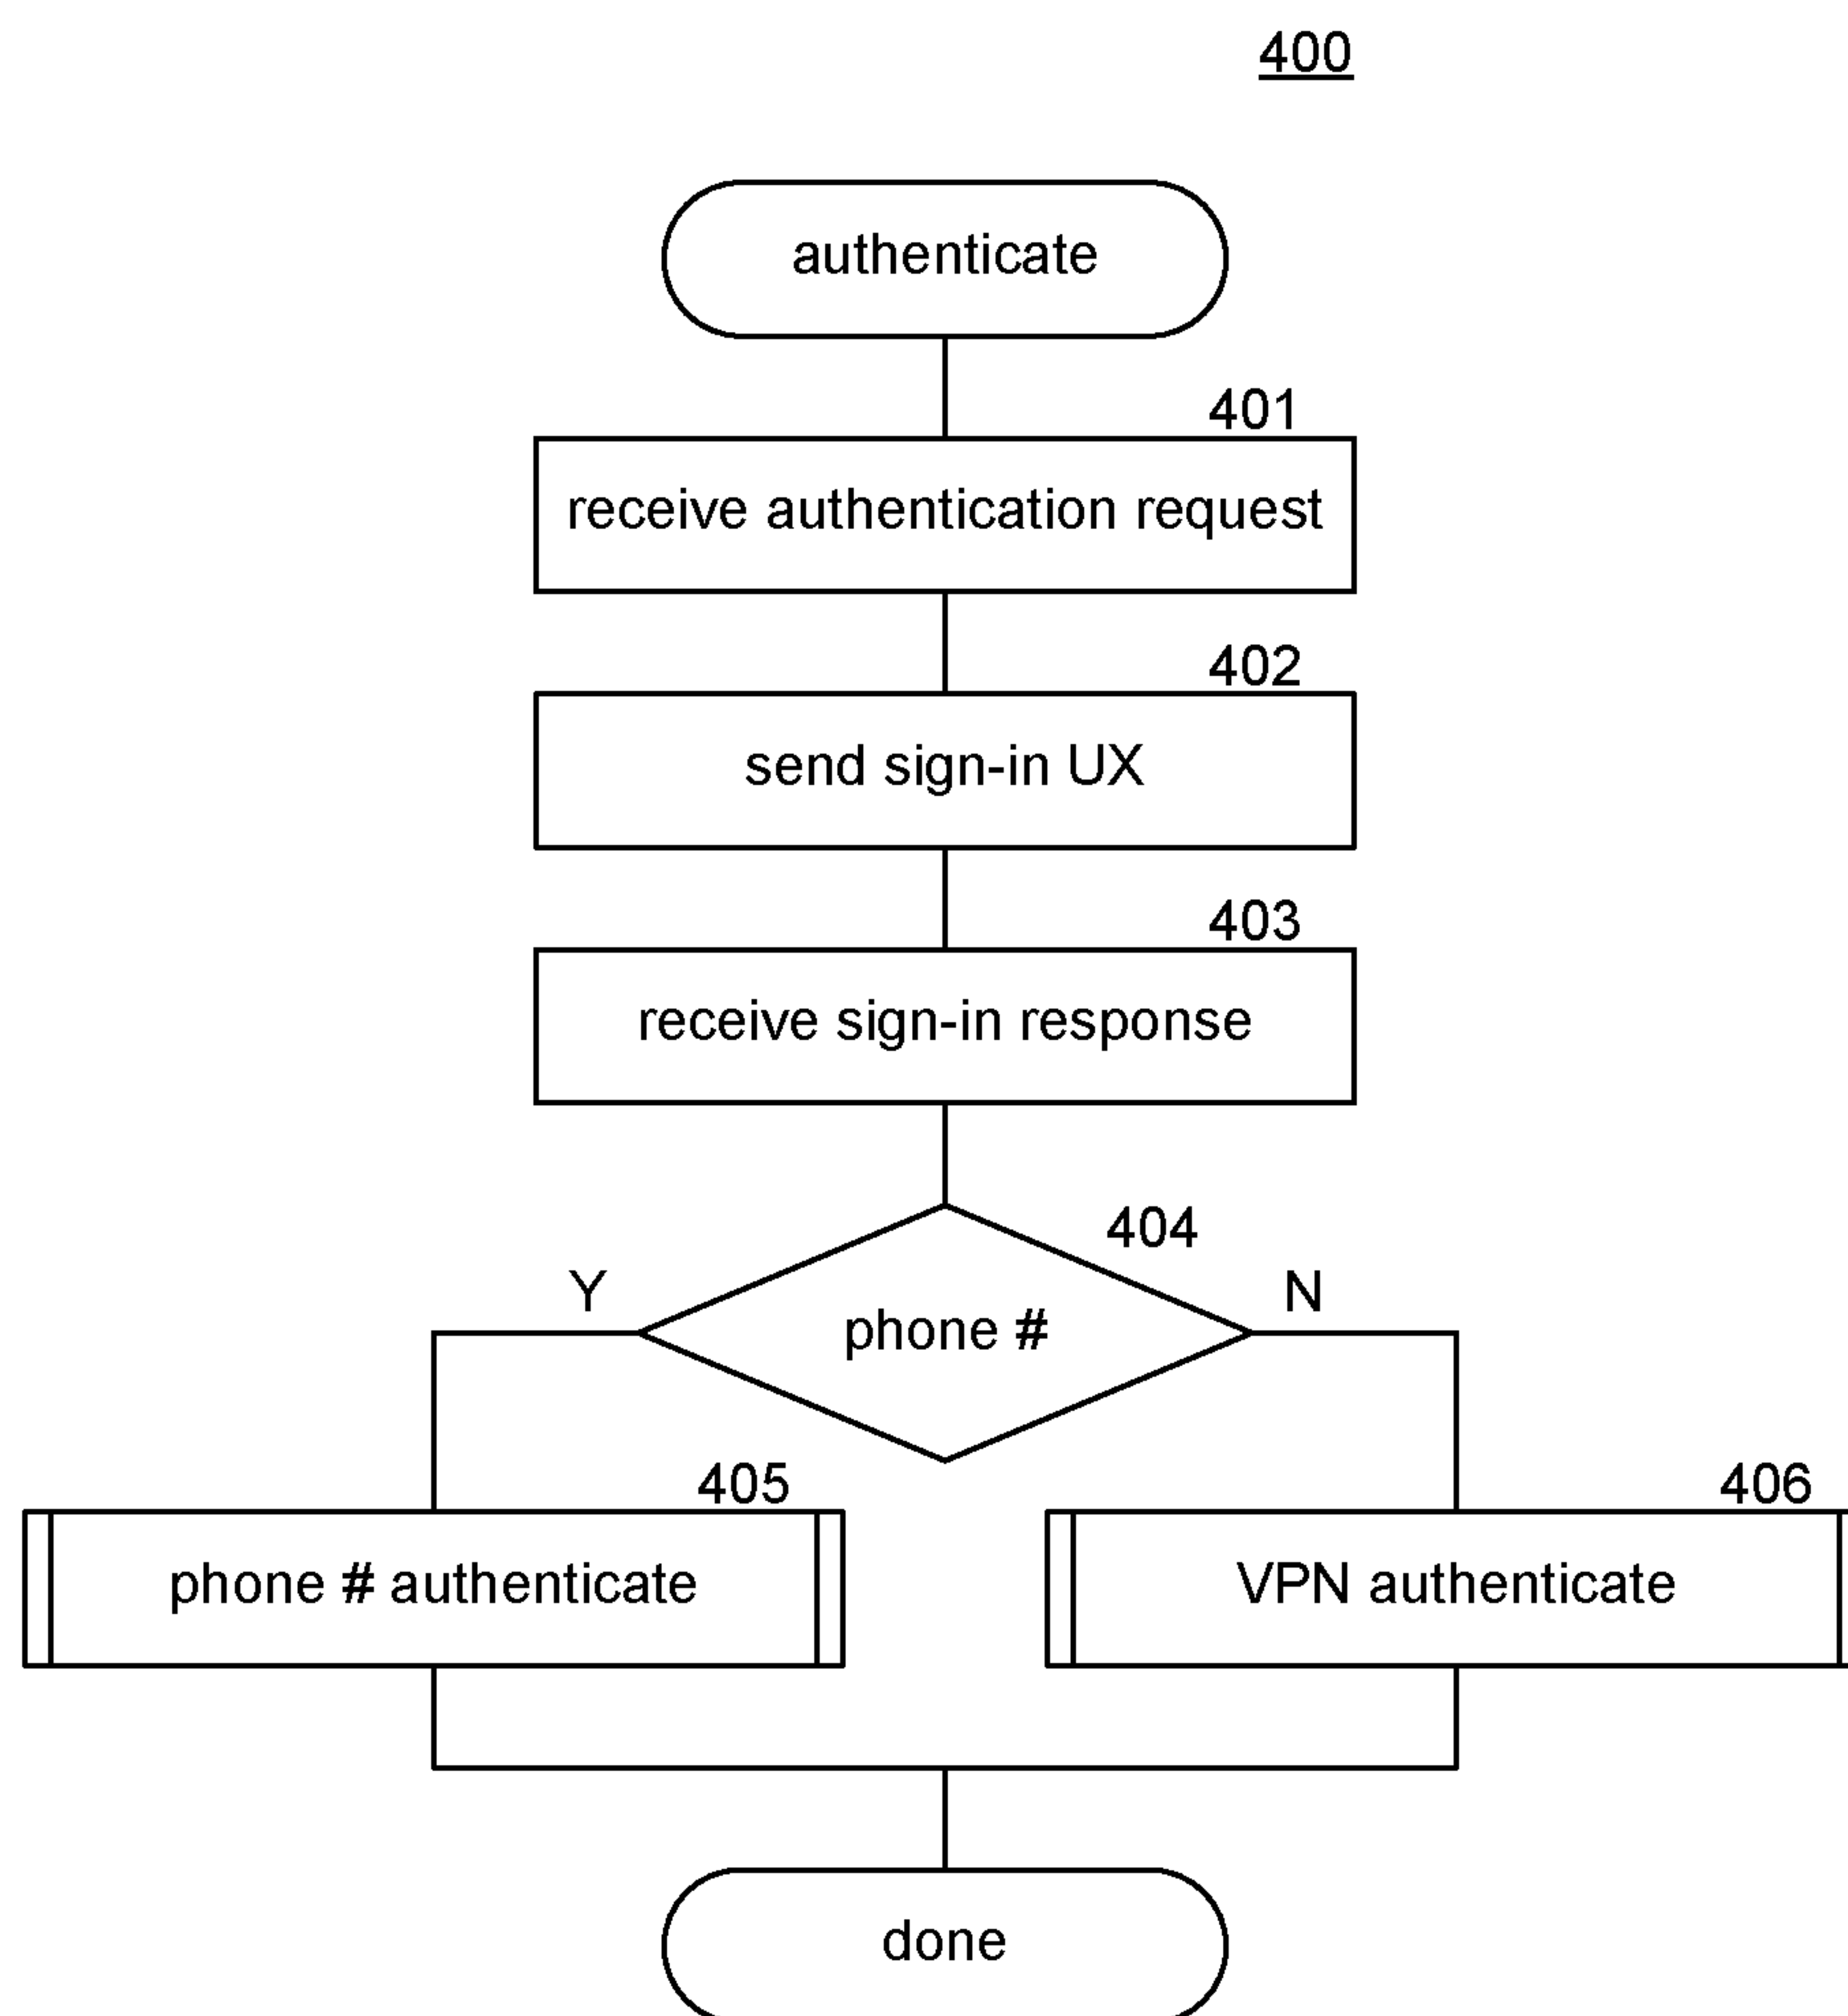 400
authenticate
401
receive authentication request
402
send sign-in UX
403
receive sign-in response
404
Y
N
phone #
405
406
phone # authenticate
VPN authenticate
done